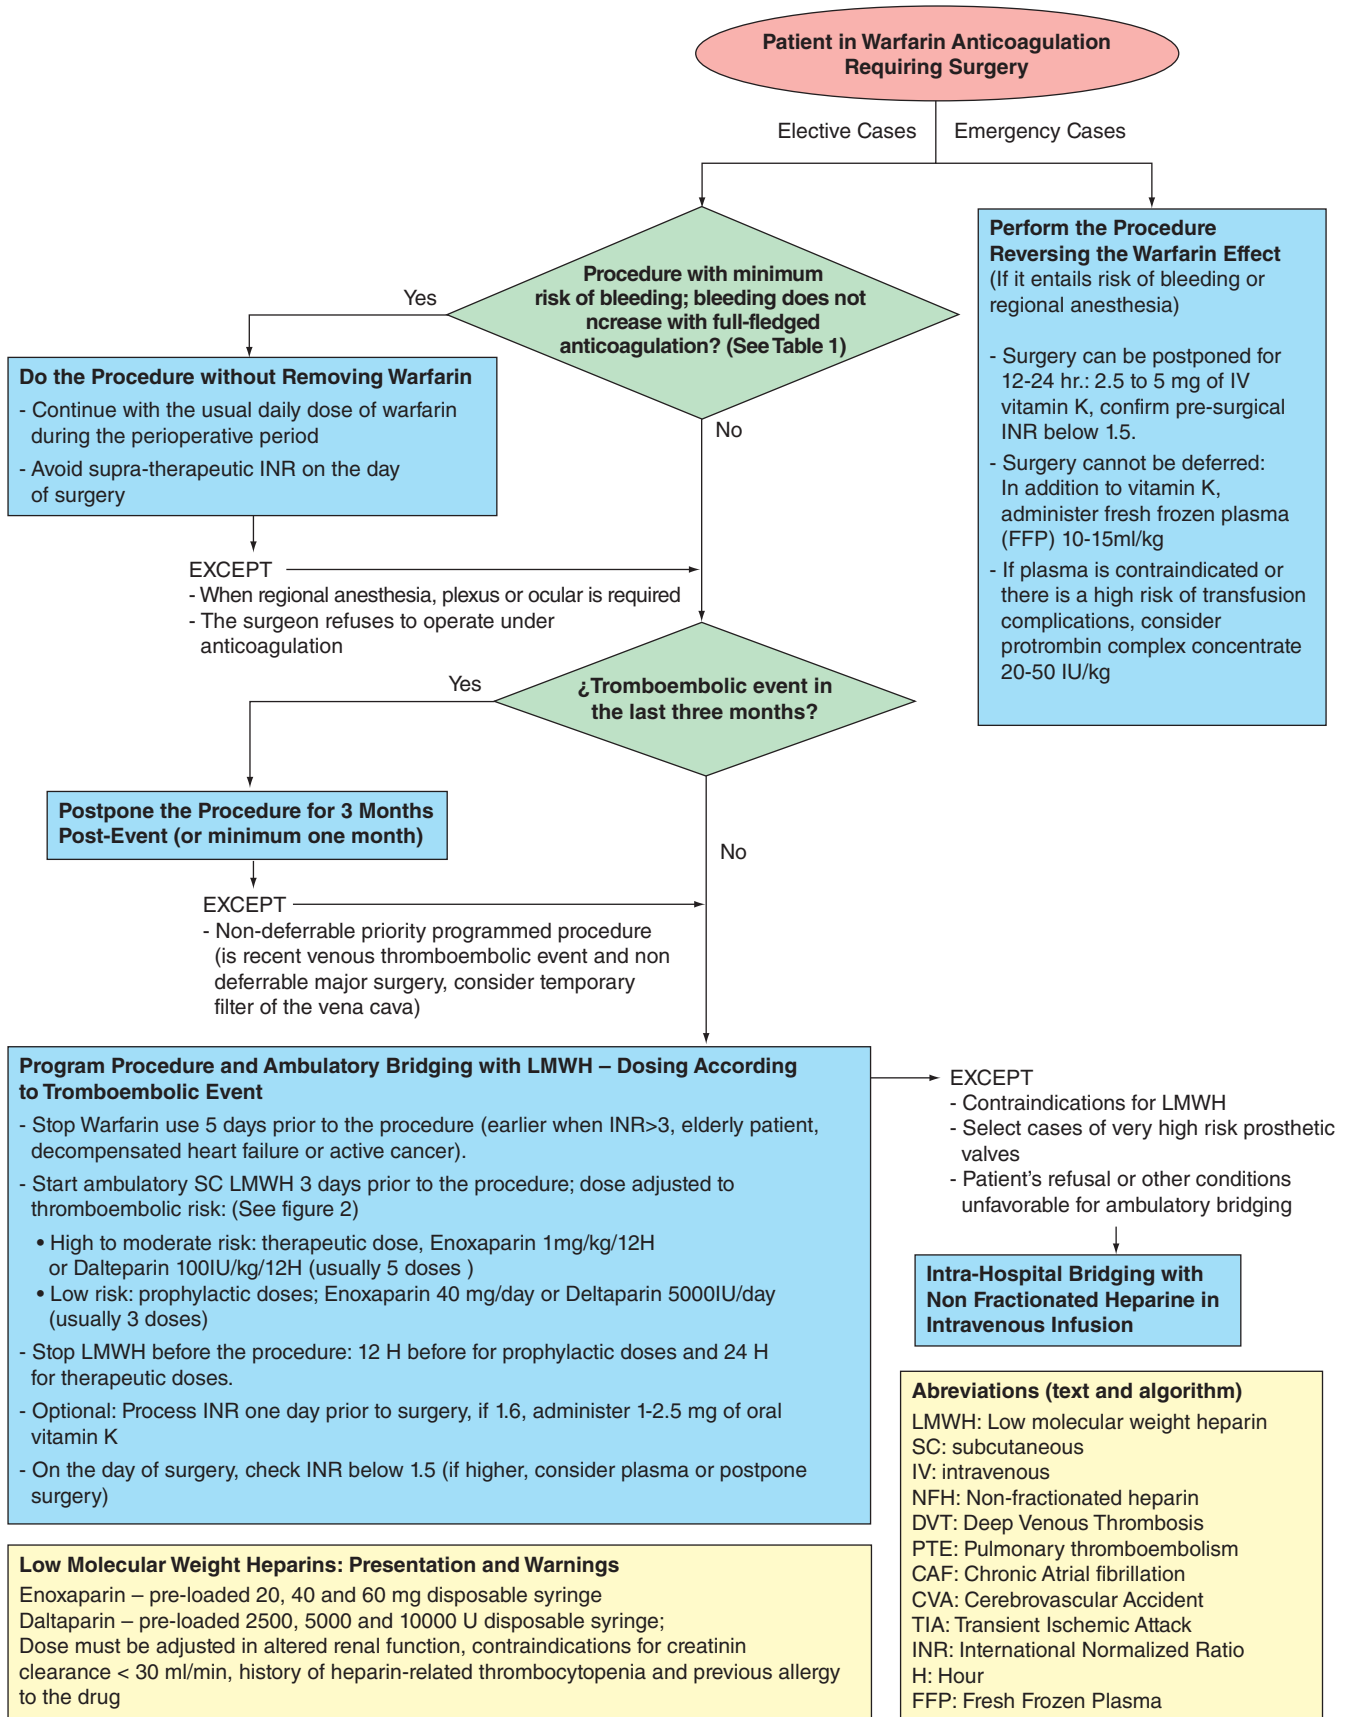 Patient in Warfarin Anticoagulation
Requiring Surgery
Elective Cases
Emergency Cases
Procedure with minimum
risk of bleeding; bleeding does not
ncrease with full-fledged
anticoagulation? (See Table 1)
Yes
No
Perform the Procedure
Reversing the Warfarin Effect
(If it entails risk of bleeding or
regional anesthesia)
- Surgery can be postponed for
12-24 hr.: 2.5 to 5 mg of IV
vitamin K, confirm pre-surgical
INR below 1.5.
- Surgery cannot be deferred:
In addition to vitamin K,
administer fresh frozen plasma
(FFP) 10-15ml/kg
- If plasma is contraindicated or
there is a high risk of transfusion
complications, consider
protrombin complex concentrate
20-50 IU/kg
Do the Procedure without Removing Warfarin
- Continue with the usual daily dose of warfarin
during the perioperative period
- Avoid supra-therapeutic INR on the day
of surgery
EXCEPT
- When regional anesthesia, plexus or ocular is required
- The surgeon refuses to operate under
anticoagulation
¿Tromboembolic event in
the last three months?
Yes
No
Postpone the Procedure for 3 Months
Post-Event (or minimum one month)
EXCEPT
- Non-deferrable priority programmed procedure
(is recent venous thromboembolic event and non
deferrable major surgery, consider temporary
filter of the vena cava)
Program Procedure and Ambulatory Bridging with LMWH – Dosing According
to Tromboembolic Event
- Stop Warfarin use 5 days prior to the procedure (earlier when INR>3, elderly patient,
decompensated heart failure or active cancer).
- Start ambulatory SC LMWH 3 days prior to the procedure; dose adjusted to
thromboembolic risk: (See figure 2)
• High to moderate risk: therapeutic dose, Enoxaparin 1mg/kg/12H
or Dalteparin 100IU/kg/12H (usually 5 doses )
• Low risk: prophylactic doses; Enoxaparin 40 mg/day or Deltaparin 5000IU/day
(usually 3 doses)
- Stop LMWH before the procedure: 12 H before for prophylactic doses and 24 H
for therapeutic doses.
- Optional: Process INR one day prior to surgery, if 1.6, administer 1-2.5 mg of oral
vitamin K
- On the day of surgery, check INR below 1.5 (if higher, consider plasma or postpone
surgery)
EXCEPT
- Contraindications for LMWH
- Select cases of very high risk prosthetic
valves
- Patient's refusal or other conditions
unfavorable for ambulatory bridging
Intra-Hospital Bridging with
Non Fractionated Heparine in
Intravenous Infusion
Low Molecular Weight Heparins: Presentation and Warnings
Enoxaparin – pre-loaded 20, 40 and 60 mg disposable syringe
Daltaparin – pre-loaded 2500, 5000 and 10000 U disposable syringe;
Dose must be adjusted in altered renal function, contraindications for creatinin
clearance < 30 ml/min, history of heparin-related thrombocytopenia and previous allergy
to the drug
Abreviations (text and algorithm)
LMWH: Low molecular weight heparin
SC: subcutaneous
IV: intravenous
NFH: Non-fractionated heparin
DVT: Deep Venous Thrombosis
PTE: Pulmonary thromboembolism
CAF: Chronic Atrial fibrillation
CVA: Cerebrovascular Accident
TIA: Transient Ischemic Attack
INR: International Normalized Ratio
H: Hour
FFP: Fresh Frozen Plasma